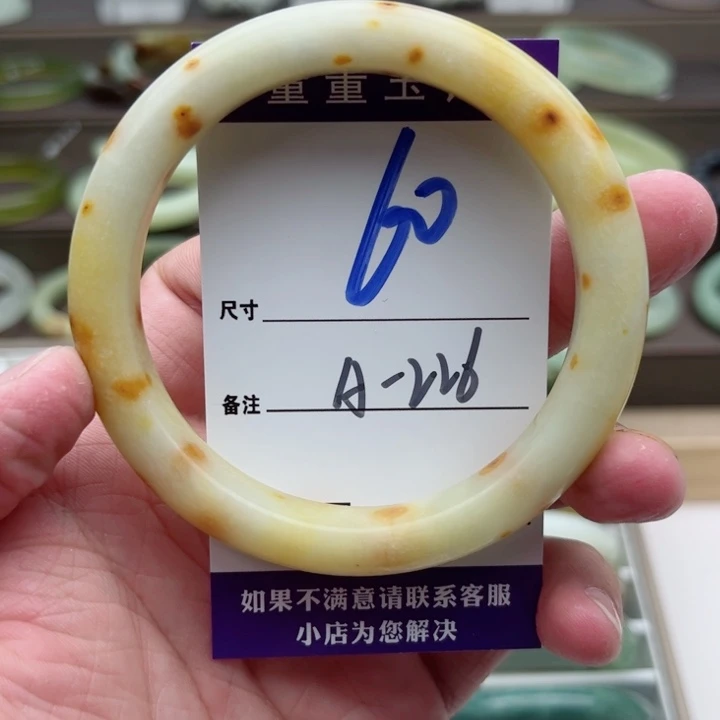 重重玉
60
尺寸
备注 A-226
如果不满意请联系客服
小店为您解决